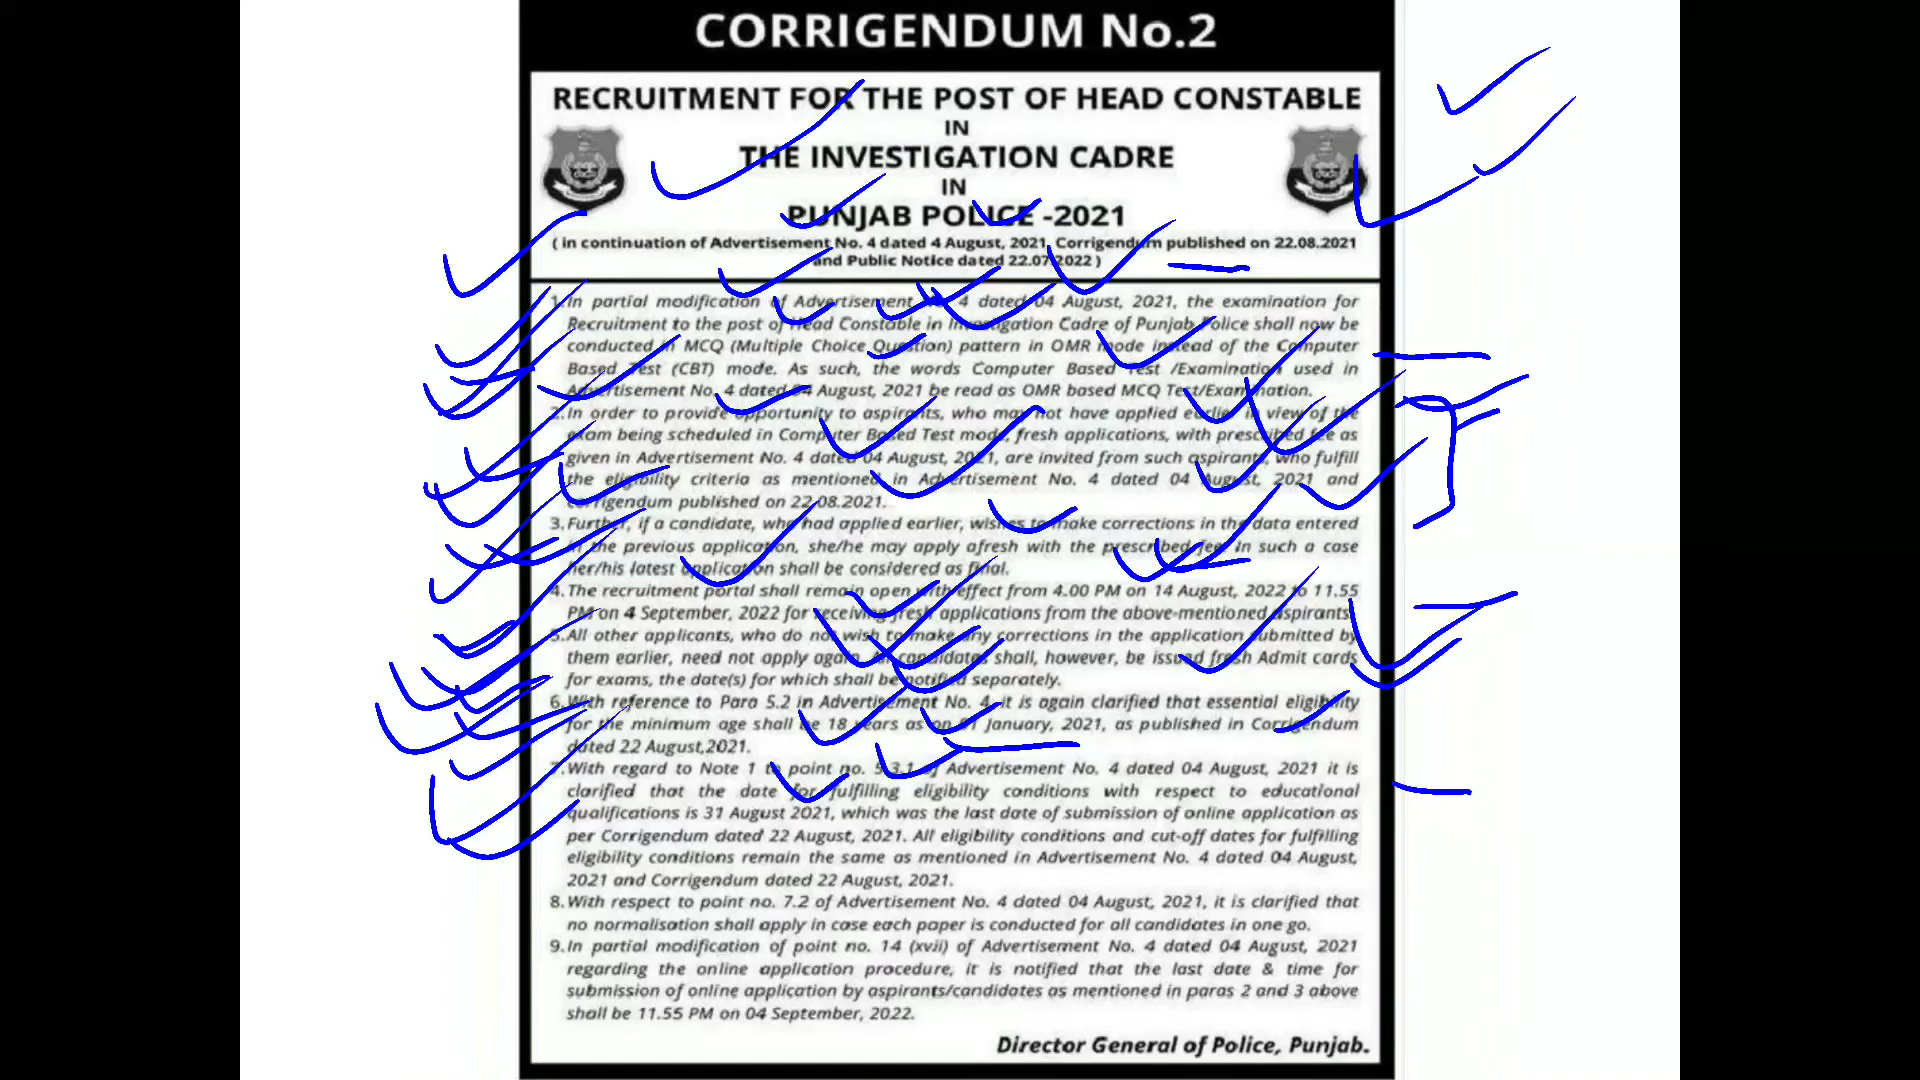 CORRIGENDUM No.2
RECRUITMENT FOR THE POST OF HEAD CONSTABLE
IN
THE INVESTIGATION CADRE
IN
PUNJAB POLICE -2021
( in continuation of Advertisement No. 4 dated 4 August, 2021, Corrigendum published on 22.08.2021
and Public Notice dated 22.07.2022 )
1. In partial modification of Advertisement No. 4 dated 04 August, 2021, the examination for
Recruitment to the post of Head Constable in Investigation Cadre of Punjab Police shall now be
conducted in MCQ (Multiple Choice Question) pattern in OMR mode instead of the Computer
Based Test (CBT) mode. As such, the words Computer Based Test /Examination used in
Advertisement No. 4 dated 04 August, 2021 be read as OMR based MCQ Test/Examination.
2. In order to provide opportunity to aspirants, who may not have applied earlier in view of the
exam being scheduled in Computer Based Test mode, fresh applications, with prescribed fee as
given in Advertisement No. 4 dated 04 August, 2021, are invited from such aspirants, who fulfill
the eligibility criteria as mentioned in Advertisement No. 4 dated 04 August, 2021 and
corrigendum published on 22.08.2021.
3. Further, if a candidate, who had applied earlier, wishes to make corrections in the data entered
in the previous application, she/he may apply afresh with the prescribed fee. In such a case
her/his latest application shall be considered as final.
4. The recruitment portal shall remain open with effect from 4.00 PM on 14 August, 2022 to 11.55
PM on 4 September, 2022 for receiving fresh applications from the above-mentioned aspirants.
5. All other applicants, who do not wish to make any corrections in the application submitted by
them earlier, need not apply again. All candidates shall, however, be issued fresh Admit cards
for exams, the date(s) for which shall be notified separately.
6. With reference to Para 5.2 in Advertisement No. 4, it is again clarified that essential eligibility
for the minimum age shall be 18 years as on 01 January, 2021, as published in Corrigendum
dated 22 August,2021.
7. With regard to Note 1 to point no. 5.3.1 of Advertisement No. 4 dated 04 August, 2021 it is
clarified that the date for fulfilling eligibility conditions with respect to educational
qualifications is 31 August 2021, which was the last date of submission of online application as
per Corrigendum dated 22 August, 2021. All eligibility conditions and cut-off dates for fulfilling
eligibility conditions remain the same as mentioned in Advertisement No. 4 dated 04 August,
2021 and Corrigendum dated 22 August, 2021.
8. With respect to point no. 7.2 of Advertisement No. 4 dated 04 August, 2021, it is clarified that
no normalisation shall apply in case each paper is conducted for all candidates in one go.
9. In partial modification of point no. 14 (xvii) of Advertisement No. 4 dated 04 August, 2021
regarding the online application procedure, it is notified that the last date & time for
submission of online application by aspirants/candidates as mentioned in paras 2 and 3 above
shall be 11.55 PM on 04 September, 2022.
Director General of Police, Punjab.